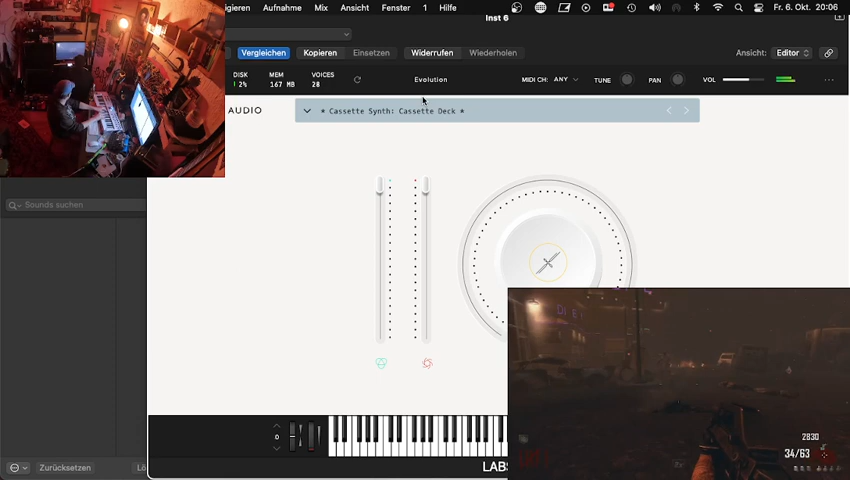 igieren Aufnahme Mix Ansicht Fenster 1 Hilfe Fr. 6. Okt. 20:06
Inst 6
Vergleichen Kopieren Einsetzen Widerrufen Wiederholen Ansicht: Editor
DISK MEM VOICES
2% 167 MB 28
Evolution MIDI CH: ANY TUNE PAN VOL
AUDIO * Cassette Synth: Cassette Deck *
Sounds suchen
0
2830
34/63
Zurücksetzen Lö
LABS